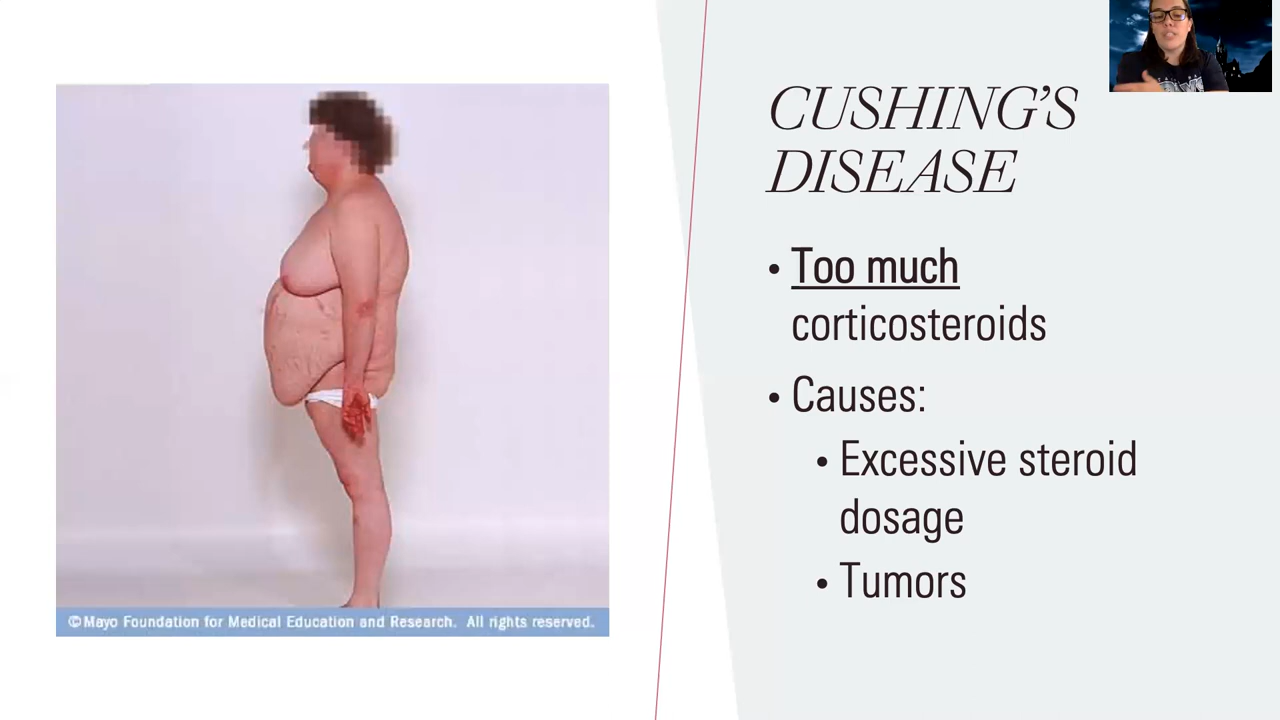 CUSHING'S
DISEASE
• Too much
corticosteroids
• Causes:
• Excessive steroid
dosage
• Tumors
©Mayo Foundation for Medical Education and Research. All rights reserved.